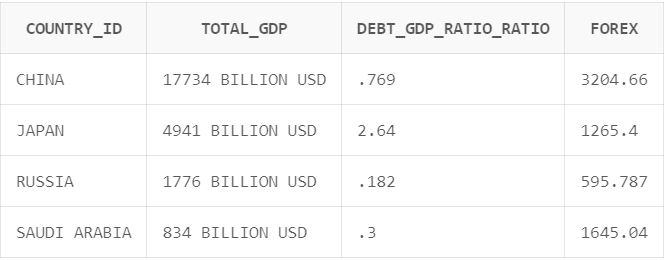 COUNTRY_ID TOTAL_GDP DEBT_GDP_RATIO_RATIO FOREX
CHINA 17734 BILLION USD .769 3204.66
JAPAN 4941 BILLION USD 2.64 1265.4
RUSSIA 1776 BILLION USD .182 595.787
SAUDI ARABIA 834 BILLION USD .3 1645.04